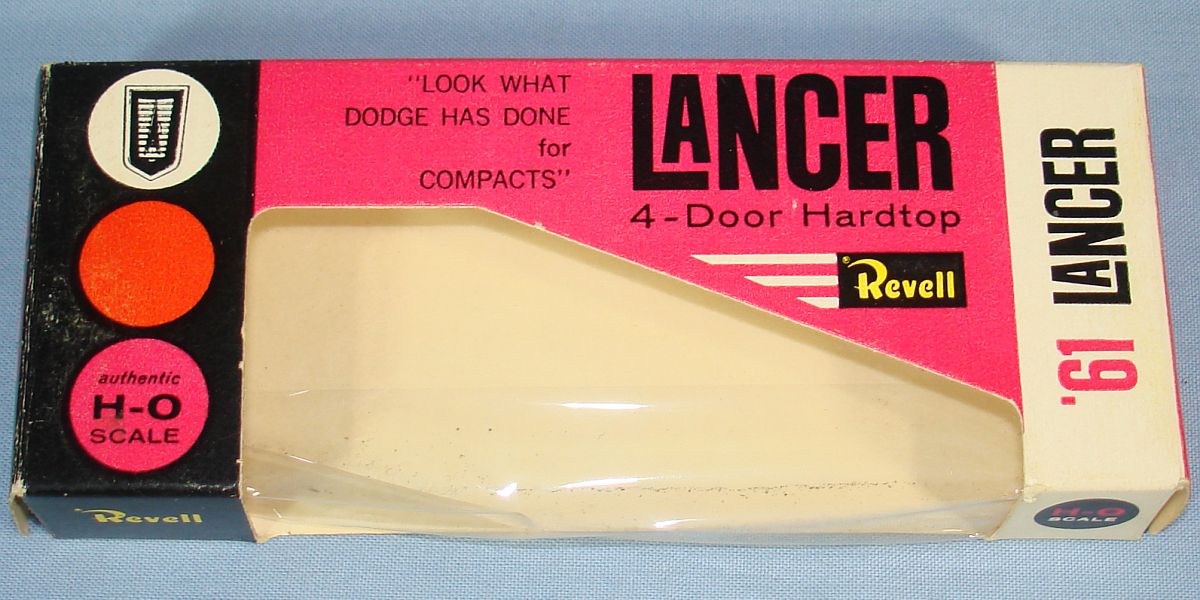 "LOOK WHAT
DODGE HAS DONE
for
COMPACTS"
LANCER
4-Door Hardtop
® Revell
'61 LANCER
authentic
H-O
SCALE
Revell
H-O
SCALE